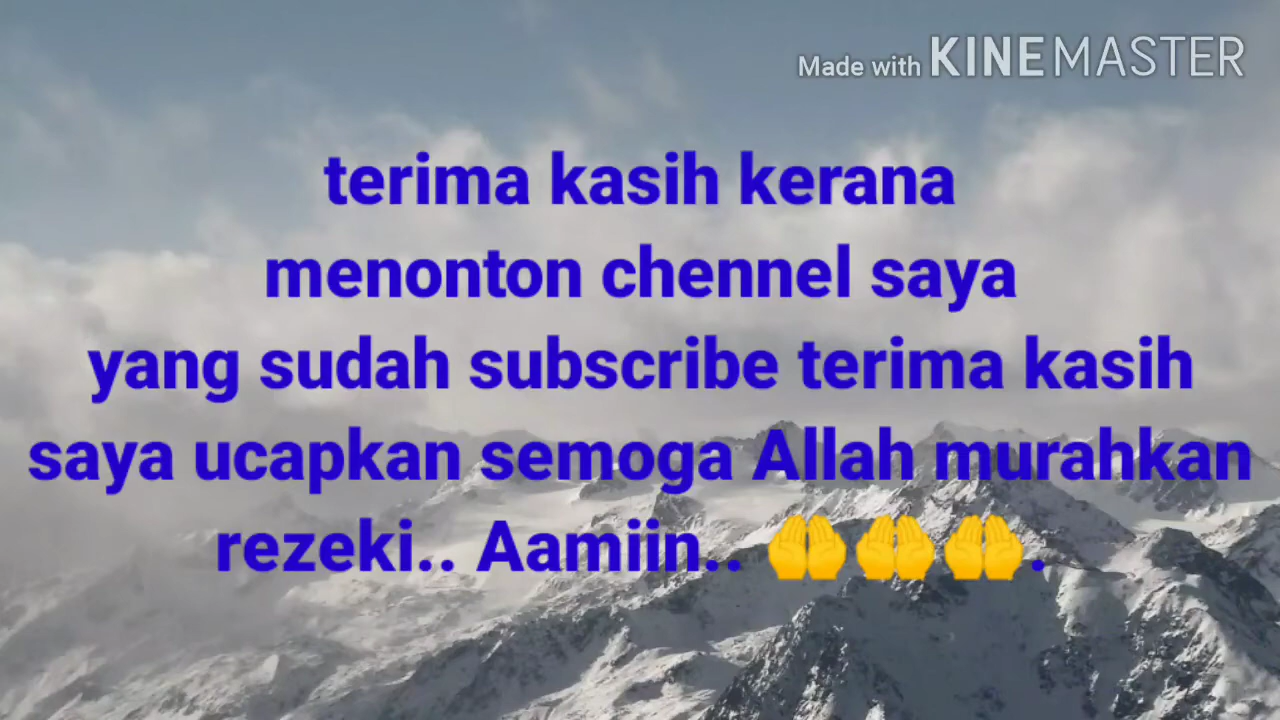 Made with KINEMASTER
terima kasih kerana
menonton chennel saya
yang sudah subscribe terima kasih
saya ucapkan semoga Allah murahkan
rezeki.. Aamiin.. 🤲🤲🤲.